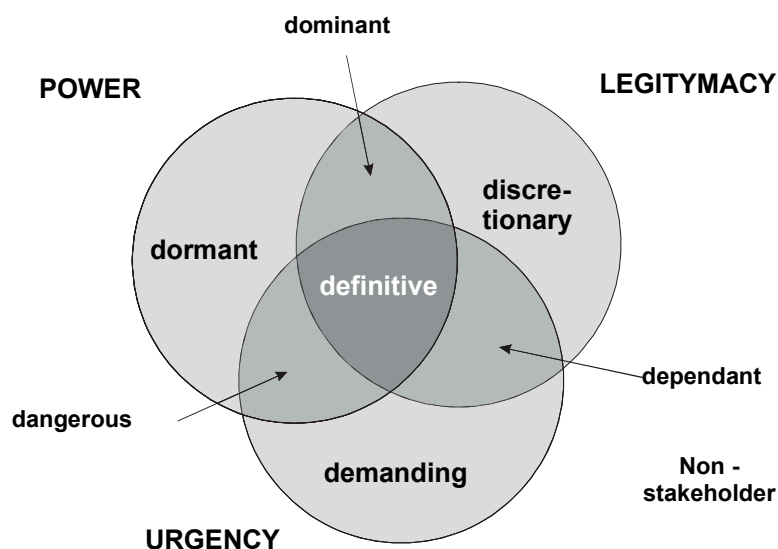 dominant
POWER
LEGITYMACY
discre-
tionary
dormant
definitive
dependant
dangerous
demanding
Non -
stakeholder
URGENCY